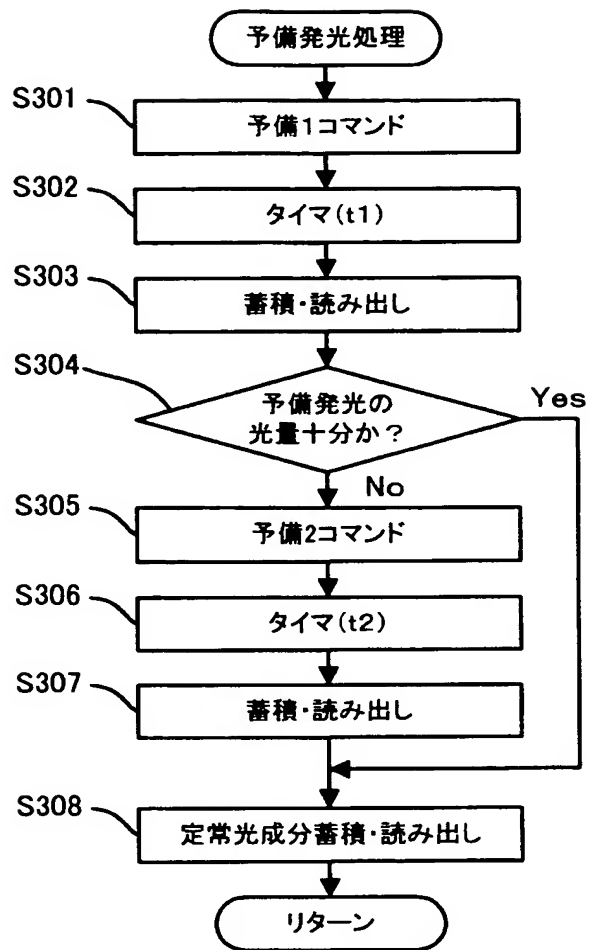 予備発光処理
S301
予備1コマンド
S302
タイマ(t1)
S303
蓄積・読み出し
S304
予備発光の
光量十分か?
Yes
No
S305
予備2コマンド
S306
タイマ(t2)
S307
蓄積・読み出し
S308
定常光成分蓄積・読み出し
リターン